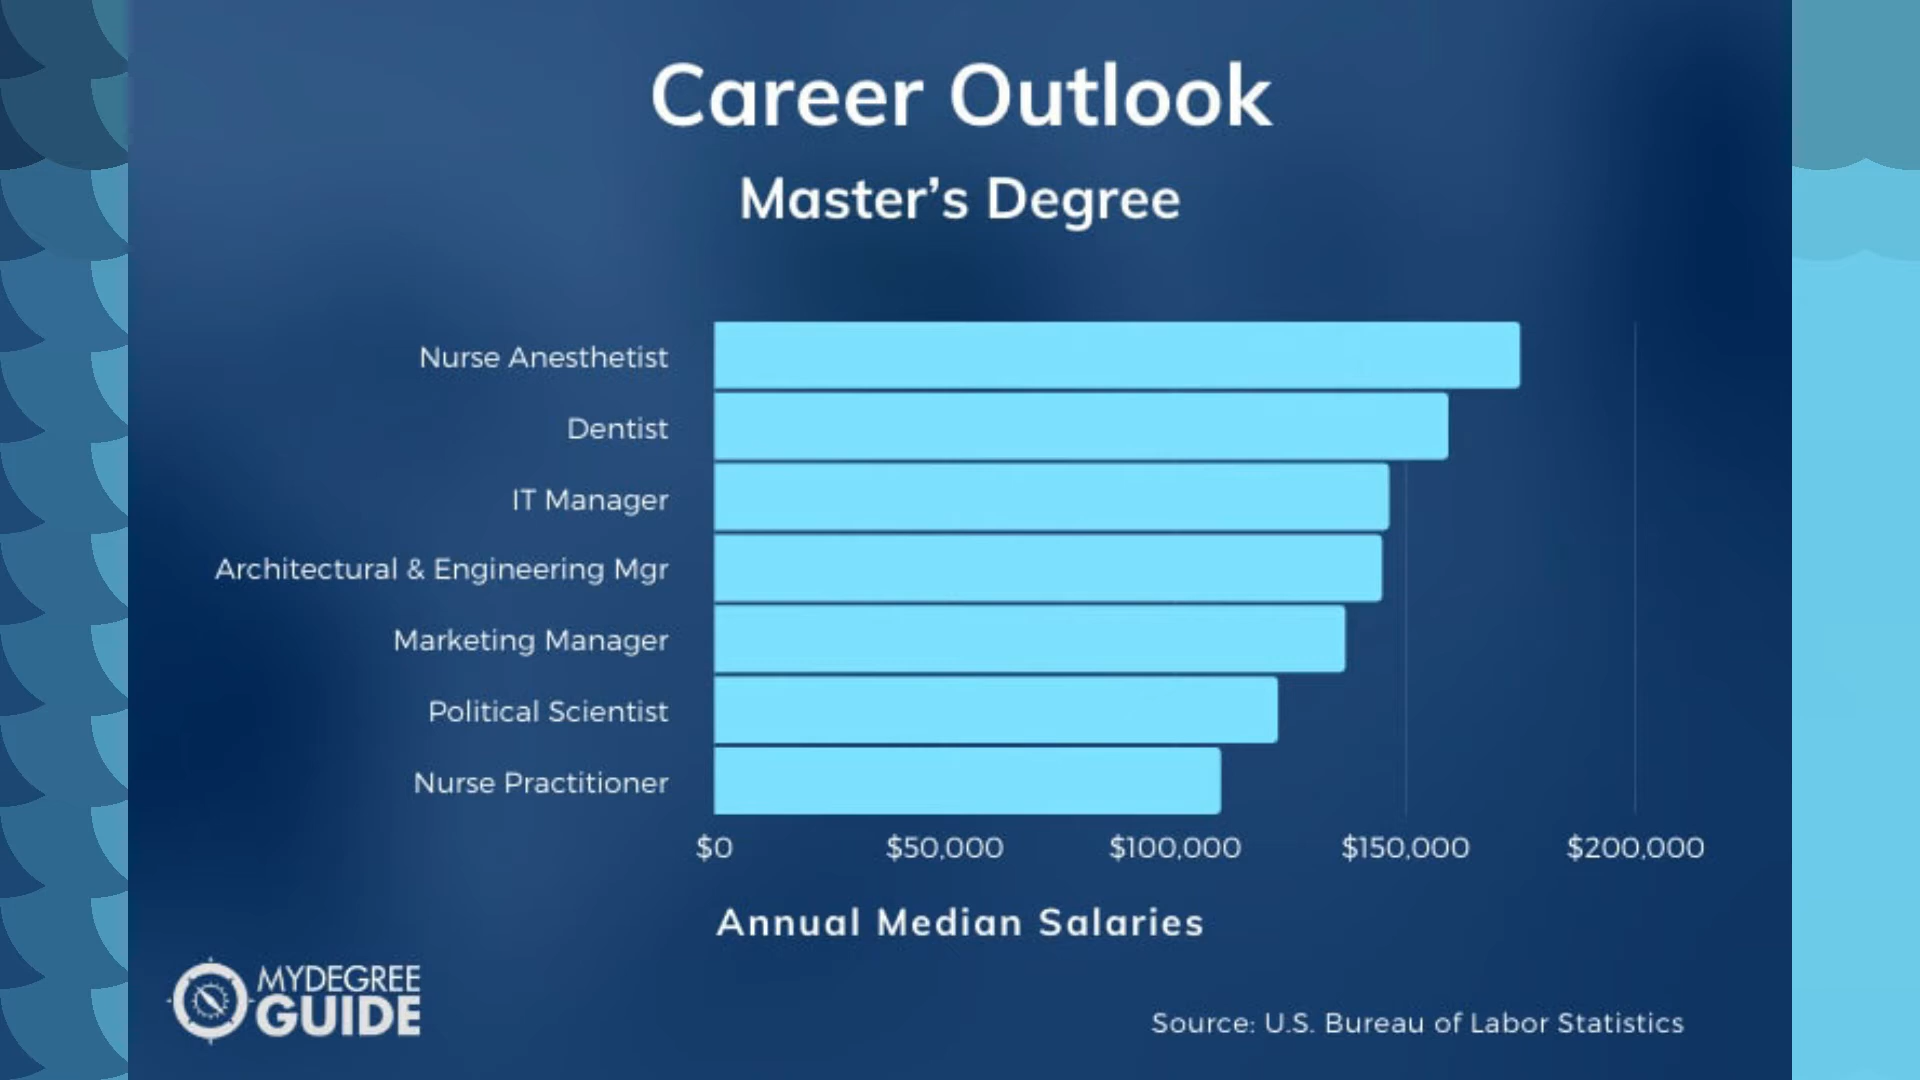 Career Outlook
Master's Degree
Nurse Anesthetist
Dentist
IT Manager
Architectural & Engineering Mgr
Marketing Manager
Political Scientist
Nurse Practitioner
$0 $50,000 $100,000 $150,000 $200,000
Annual Median Salaries
MYDEGREE
GUIDE
Source: U.S. Bureau of Labor Statistics